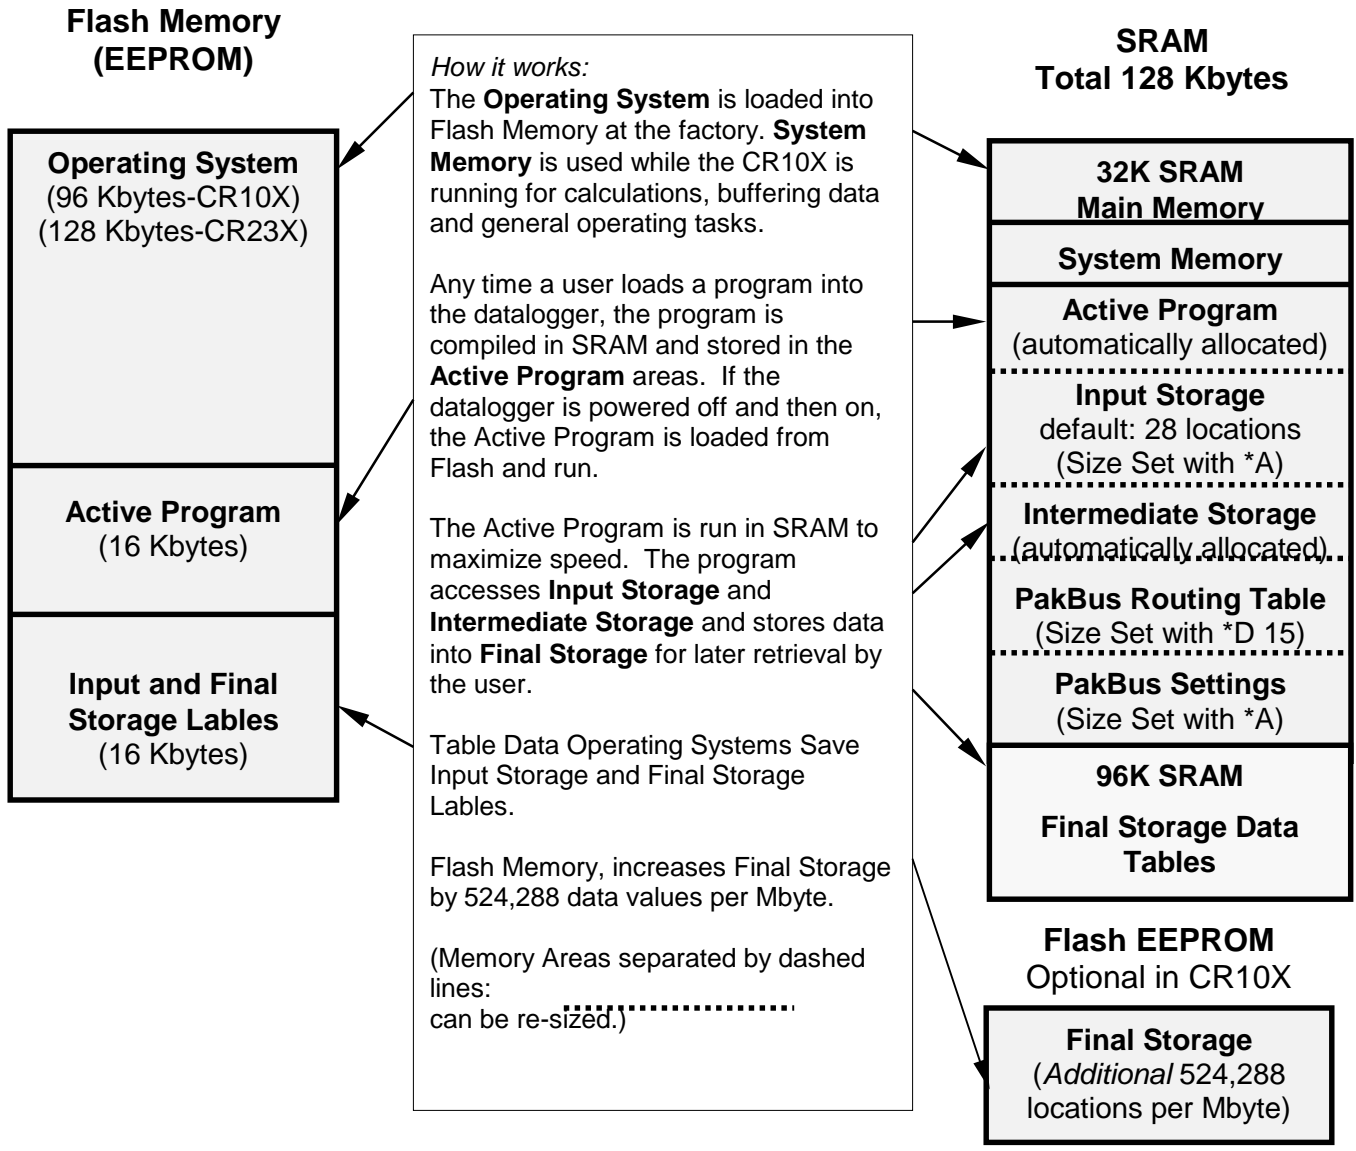 Flash Memory
(EEPROM)
Operating System
(96 Kbytes-CR10X)
(128 Kbytes-CR23X)
Active Program
(16 Kbytes)
Input and Final
Storage Lables
(16 Kbytes)
How it works:
The Operating System is loaded into
Flash Memory at the factory. System
Memory is used while the CR10X is
running for calculations, buffering data
and general operating tasks.
Any time a user loads a program into
the datalogger, the program is
compiled in SRAM and stored in the
Active Program areas. If the
datalogger is powered off and then on,
the Active Program is loaded from
Flash and run.
The Active Program is run in SRAM to
maximize speed. The program
accesses Input Storage and
Intermediate Storage and stores data
into Final Storage for later retrieval by
the user.
Table Data Operating Systems Save
Input Storage and Final Storage
Lables.
Flash Memory, increases Final Storage
by 524,288 data values per Mbyte.
(Memory Areas separated by dashed
lines:
can be re-sized.)
SRAM
Total 128 Kbytes
32K SRAM
Main Memory
System Memory
Active Program
(automatically allocated)
Input Storage
default: 28 locations
(Size Set with *A)
Intermediate Storage
(automatically allocated)
PakBus Routing Table
(Size Set with *D 15)
PakBus Settings
(Size Set with *A)
96K SRAM
Final Storage Data
Tables
Flash EEPROM
Optional in CR10X
Final Storage
(Additional 524,288
locations per Mbyte)